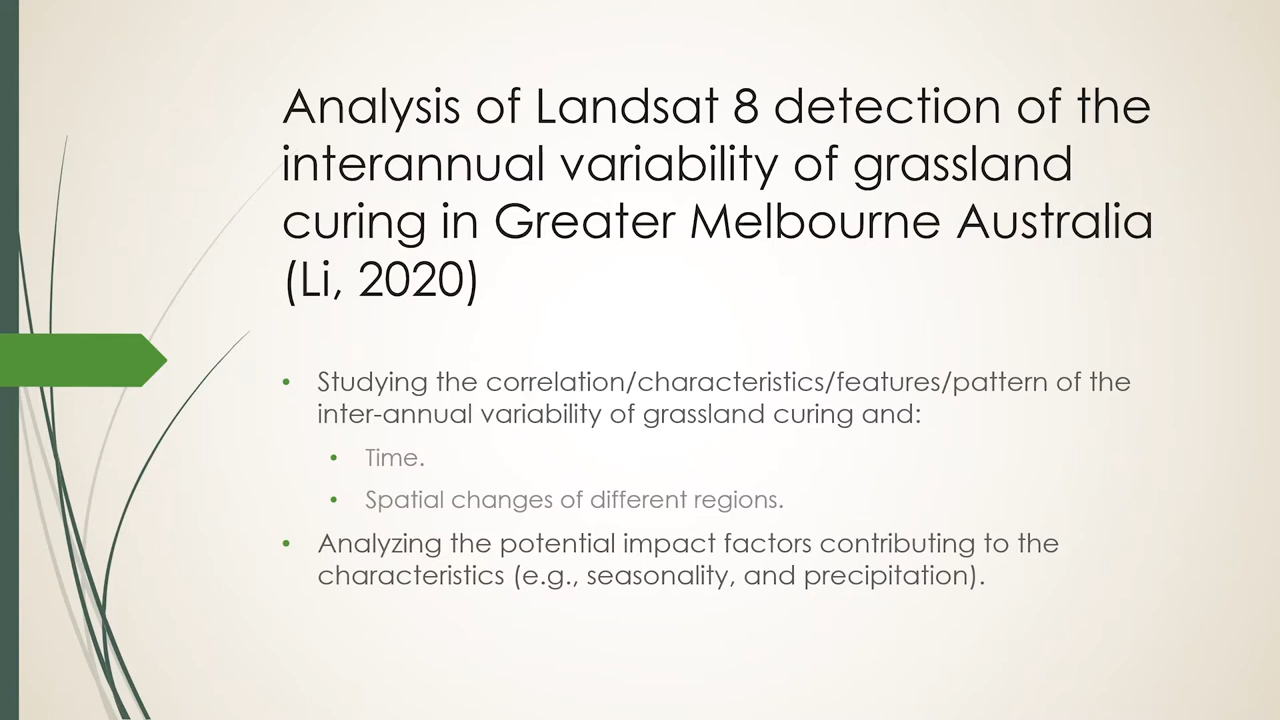 Analysis of Landsat 8 detection of the
interannual variability of grassland
curing in Greater Melbourne Australia
(Li, 2020)
• Studying the correlation/characteristics/features/pattern of the
inter-annual variability of grassland curing and:
• Time.
• Spatial changes of different regions.
• Analyzing the potential impact factors contributing to the
characteristics (e.g., seasonality, and precipitation).